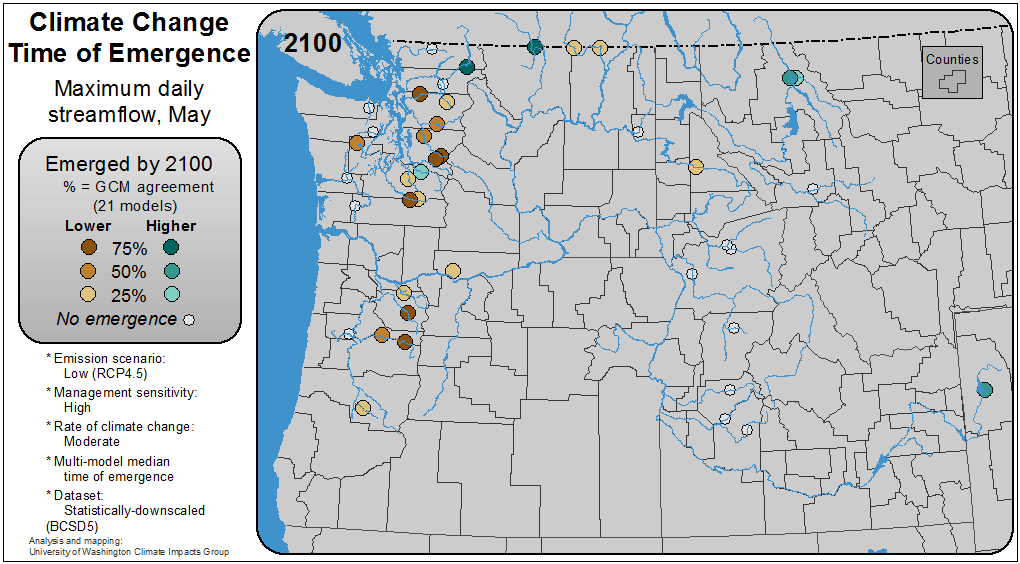 Climate Change
Time of Emergence
Maximum daily
streamflow, May
Emerged by 2100
% = GCM agreement
(21 models)
Lower Higher
75%
50%
25%
No emergence
* Emission scenario:
Low (RCP4.5)
* Management sensitivity:
High
* Rate of climate change:
Moderate
* Multi-model median
time of emergence
* Dataset:
Statistically-downscaled
(BCSD5)
Analysis and mapping:
University of Washington Climate Impacts Group
2100
Counties